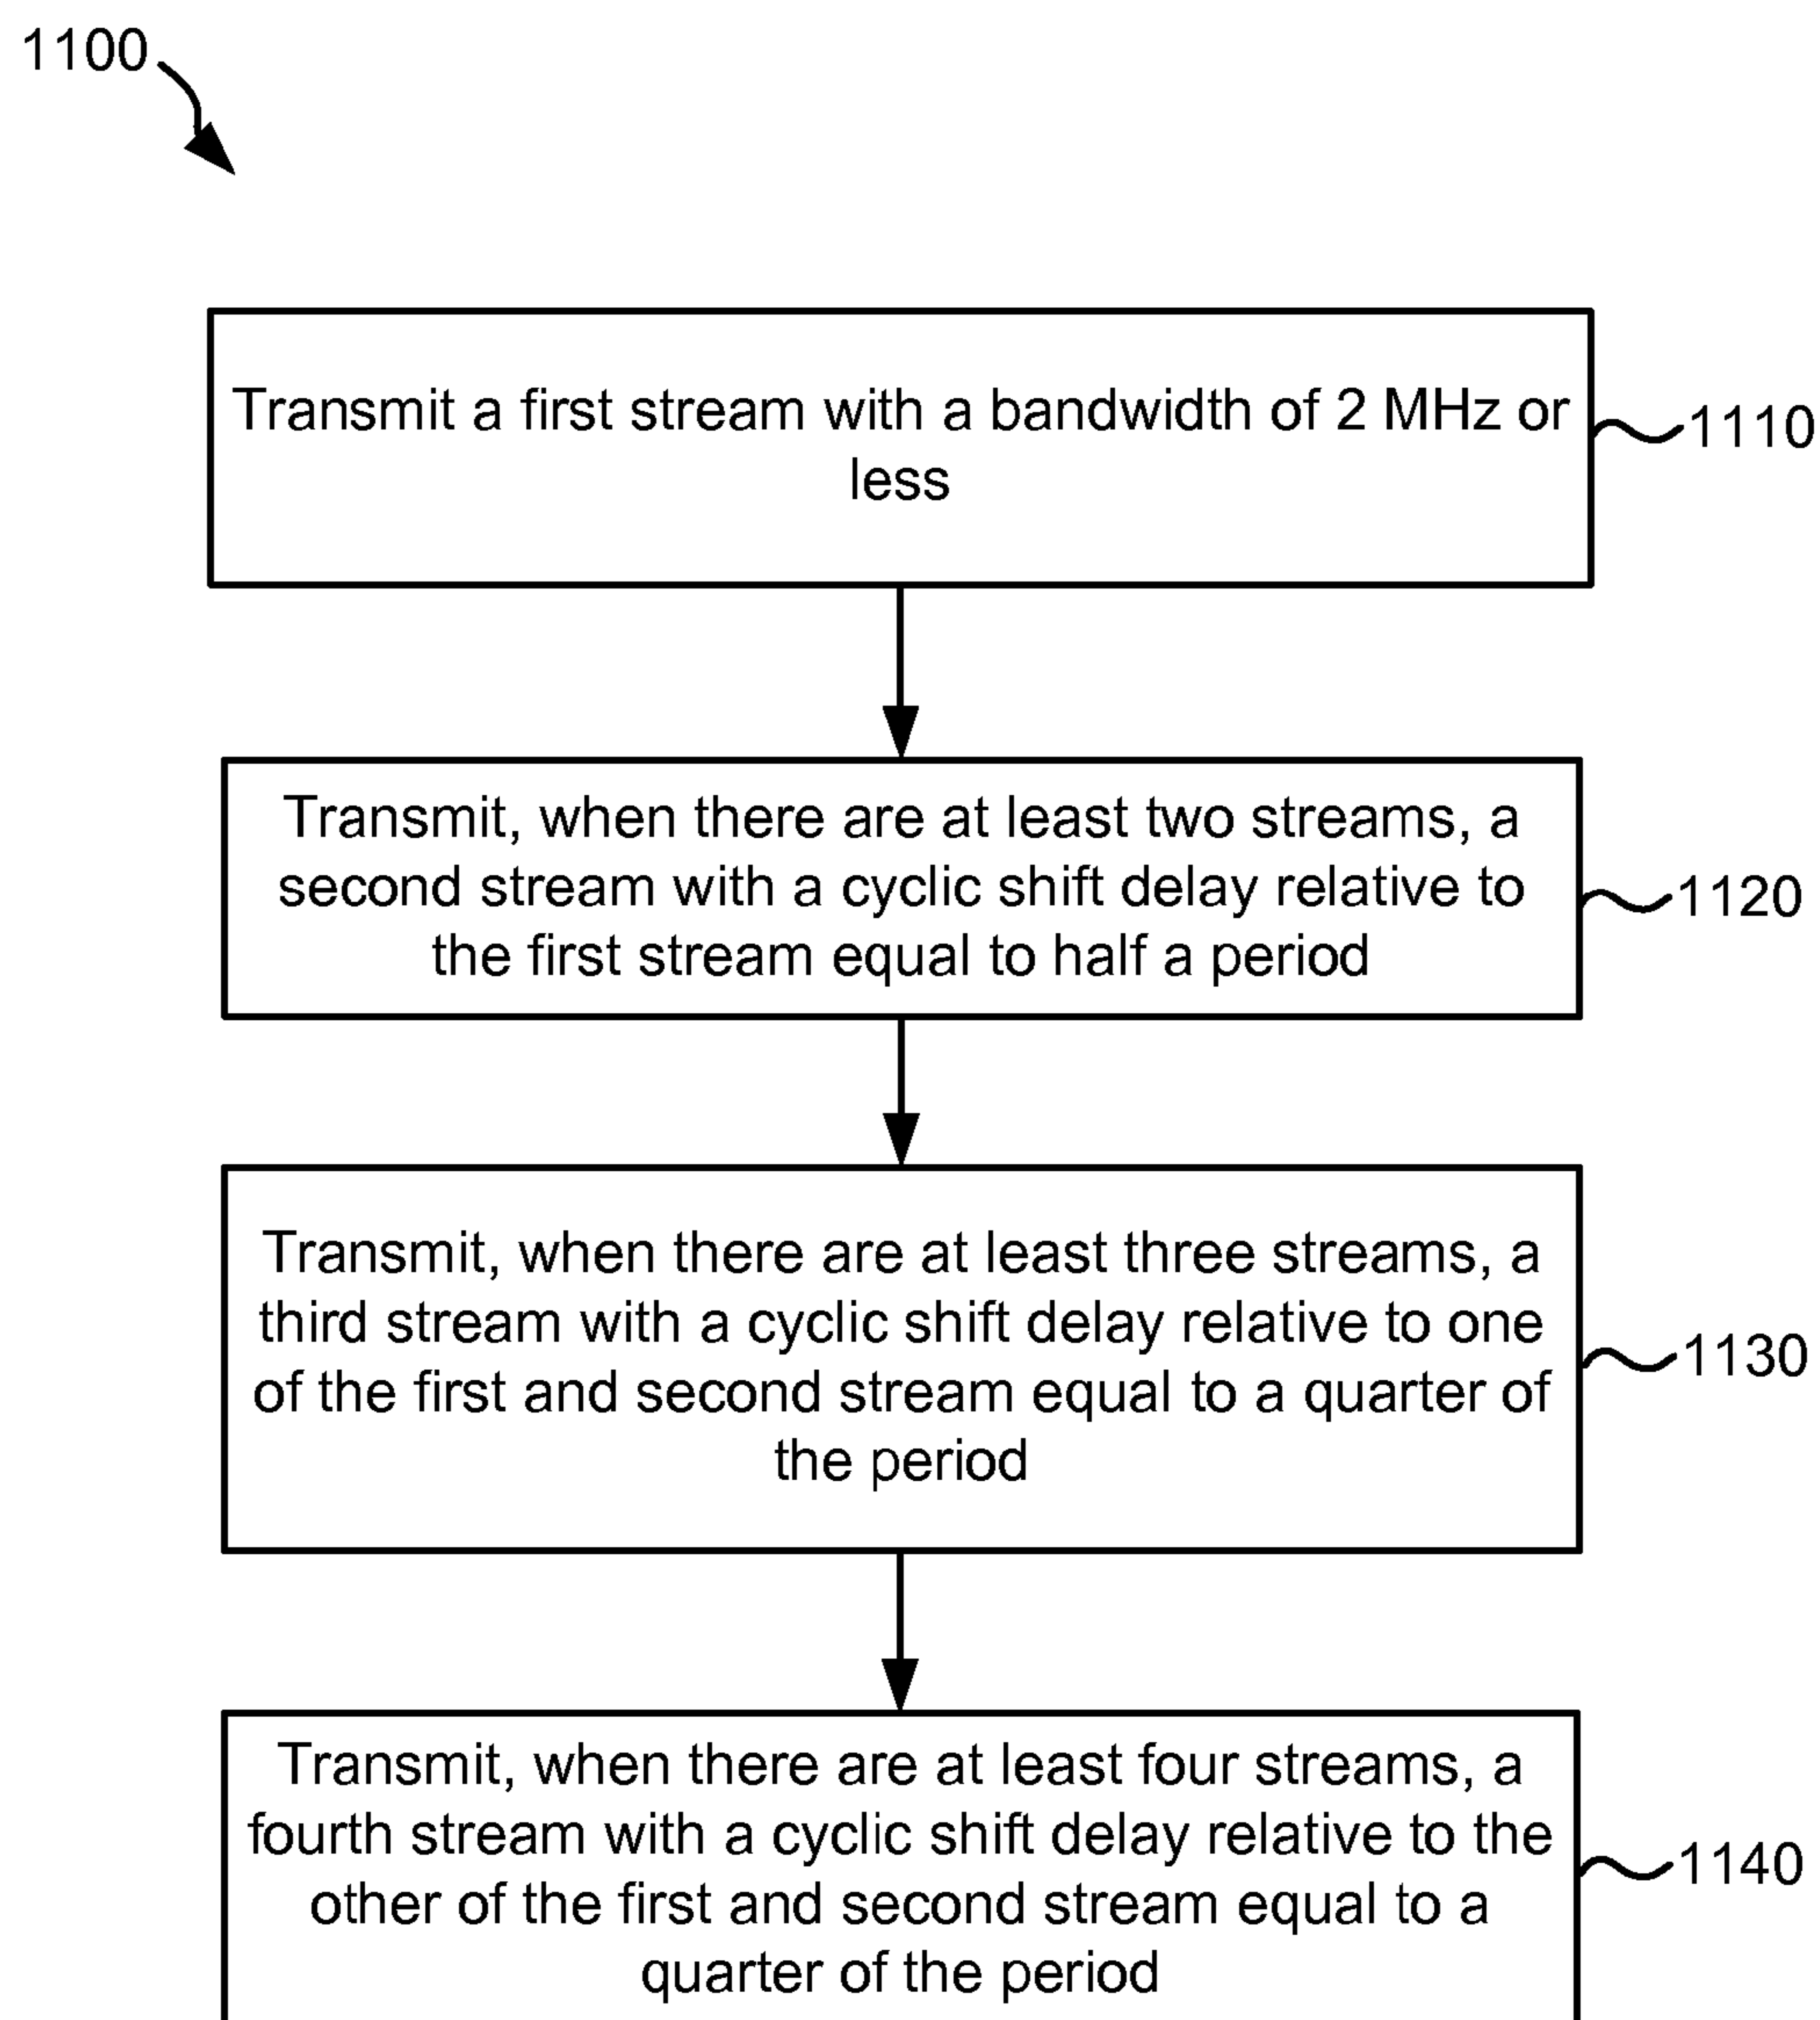 1100
Transmit a first stream with a bandwidth of 2 MHz or
less
1110
Transmit, when there are at least two streams, a
second stream with a cyclic shift delay relative to
the first stream equal to half a period
1120
Transmit, when there are at least three streams, a
third stream with a cyclic shift delay relative to one
of the first and second stream equal to a quarter of
the period
1130
Transmit, when there are at least four streams, a
fourth stream with a cyclic shift delay relative to the
other of the first and second stream equal to a
quarter of the period
1140